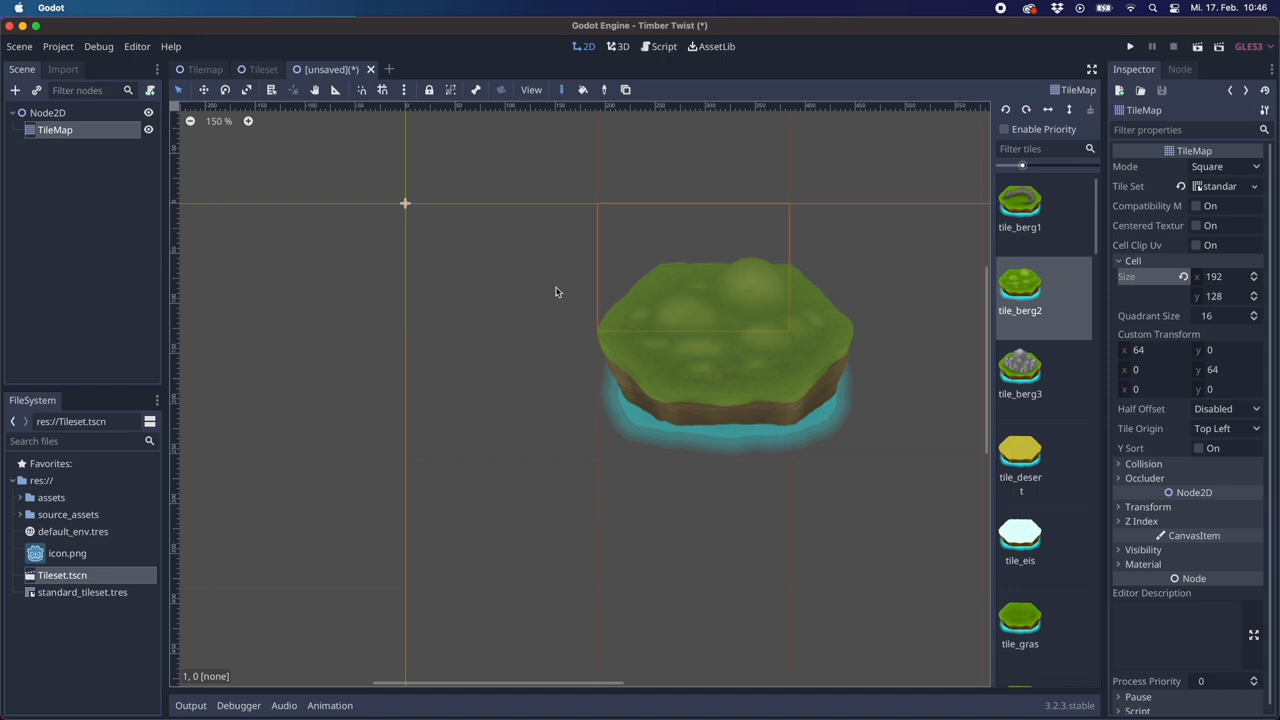 Godot
Mi. 17. Feb. 10:46
Godot Engine - Timber Twist (*)
Scene Project Debug Editor Help
2D 3D Script AssetLib
GLES3
Scene Import
Filter nodes
Node2D
TileMap
Tilemap Tileset [unsaved](*)
View
TileMap
150 %
Enable Priority
Filter tiles
tile_berg1
tile_berg2
tile_berg3
tile_deser
t
tile_eis
tile_gras
1, 0 [none]
Output Debugger Audio Animation
3.2.3.stable
FileSystem
res://Tileset.tscn
Search files
Favorites:
res://
assets
source_assets
default_env.tres
icon.png
Tileset.tscn
standard_tileset.tres
Inspector Node
TileMap
Filter properties
TileMap
Mode Square
Tile Set standar
Compatibility M On
Centered Textur On
Cell Clip Uv On
Cell
Size x 192
y 128
Quadrant Size 16
Custom Transform
x 64 y 0
x 0 y 64
x 0 y 0
Half Offset Disabled
Tile Origin Top Left
Y Sort On
Collision
Occluder
Node2D
Transform
Z Index
CanvasItem
Visibility
Material
Node
Editor Description
Process Priority 0
Pause
Script